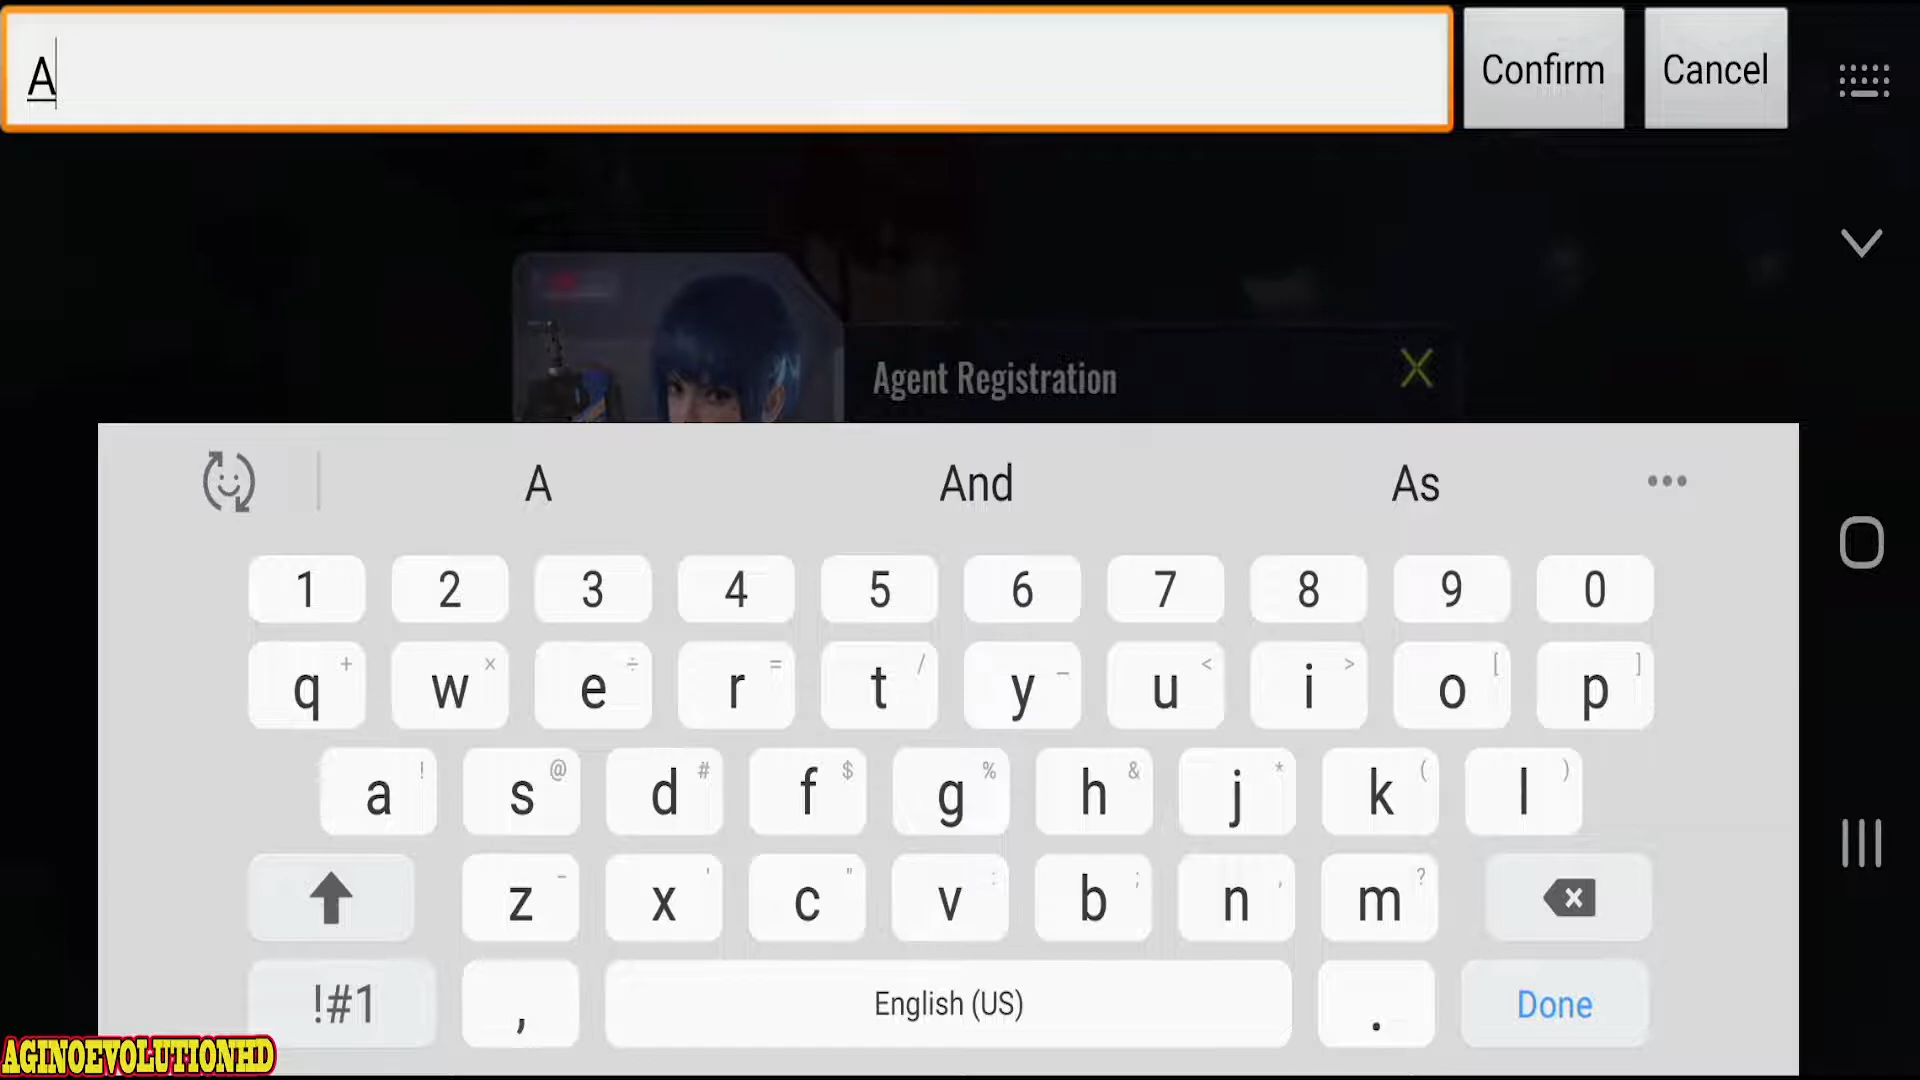 A
Confirm
Cancel
Agent Registration
A And As •••
1 2 3 4 5 6 7 8 9 0
q + w × e ÷ r = t / y _ u < i > o [ p ]
a ! s @ d # f $ g % h & j * k ( l )
z - x ' c " v : b ; n , m ?
!#1 , English (US) . Done
AGINOEVOLUTIONHD